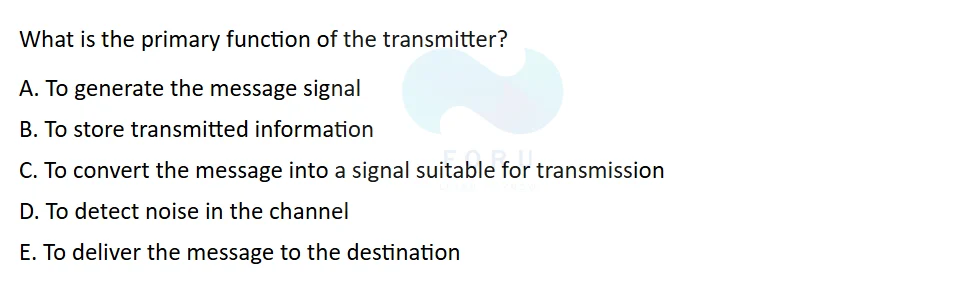 What is the primary function of the transmitter?
A. To generate the message signal
B. To store transmitted information
FORU
C. To convert the message into a signal suitable for transmission
D. To detect noise in the channel
E. To deliver the message to the destination